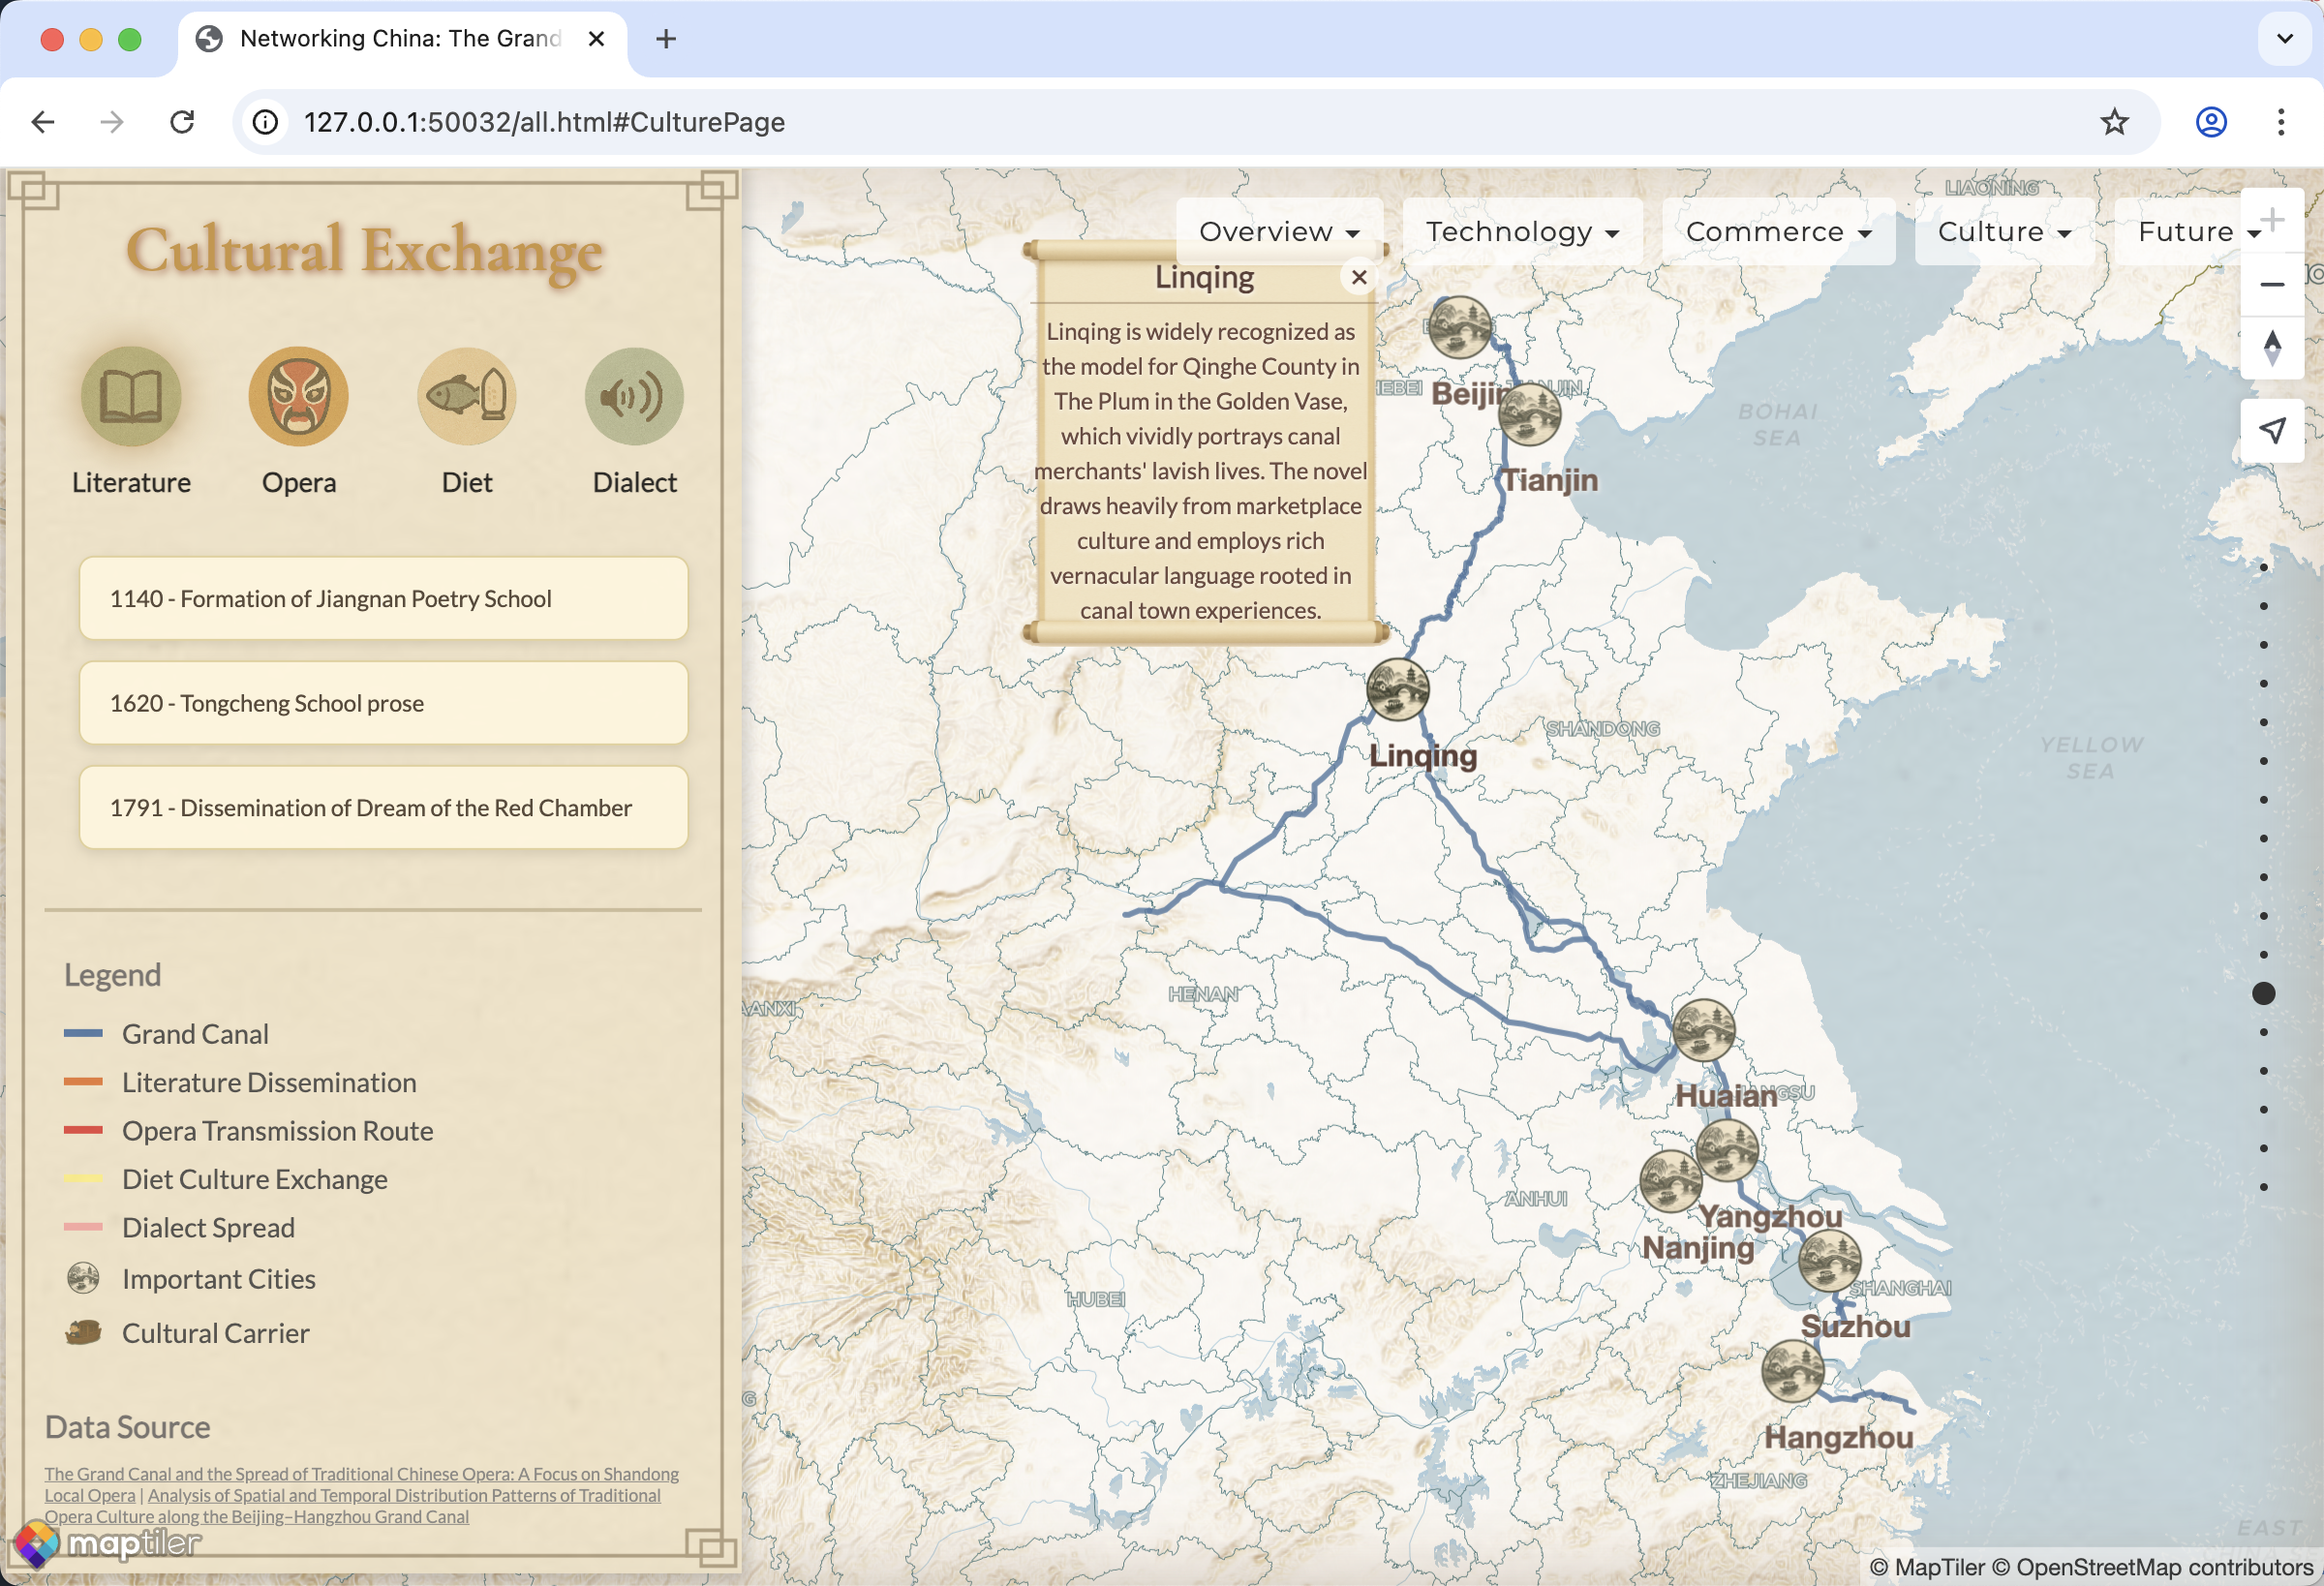 Networking China: The Grand
127.0.0.1:50032/all.html#CulturePage
Cultural Exchange
Literature
Opera
Diet
Dialect
1140 - Formation of Jiangnan Poetry School
1620 - Tongcheng School prose
1791 - Dissemination of Dream of the Red Chamber
Legend
Grand Canal
Literature Dissemination
Opera Transmission Route
Diet Culture Exchange
Dialect Spread
Important Cities
Cultural Carrier
Data Source
The Grand Canal and the Spread of Traditional Chinese Opera: A Focus on Shandong
Local Opera | Analysis of Spatial and Temporal Distribution Patterns of Traditional
Opera Culture along the Beijing–Hangzhou Grand Canal
maptiler
Overview
Technology
Commerce
Culture
Future
Linqing
Linqing is widely recognized as
the model for Qinghe County in
The Plum in the Golden Vase,
which vividly portrays canal
merchants' lavish lives. The novel
draws heavily from marketplace
culture and employs rich
vernacular language rooted in
canal town experiences.
LIAONING
Beijin
HEBEI
TIANJIN
Tianjin
BOHAI
SEA
Linqing
SHANDONG
YELLOW
SEA
HENAN
AANXI
Huaian
ANGSU
ANHUI
Yangzhou
Nanjing
SHANGHAI
Suzhou
HUBEI
Hangzhou
ZHEJIANG
G
EAST
© MapTiler © OpenStreetMap contributors